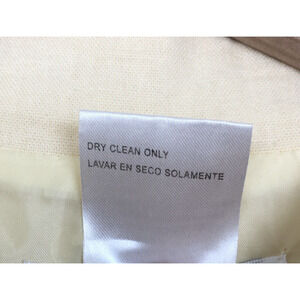 DRY CLEAN ONLY
LAVAR EN SECO SOLAMENTE